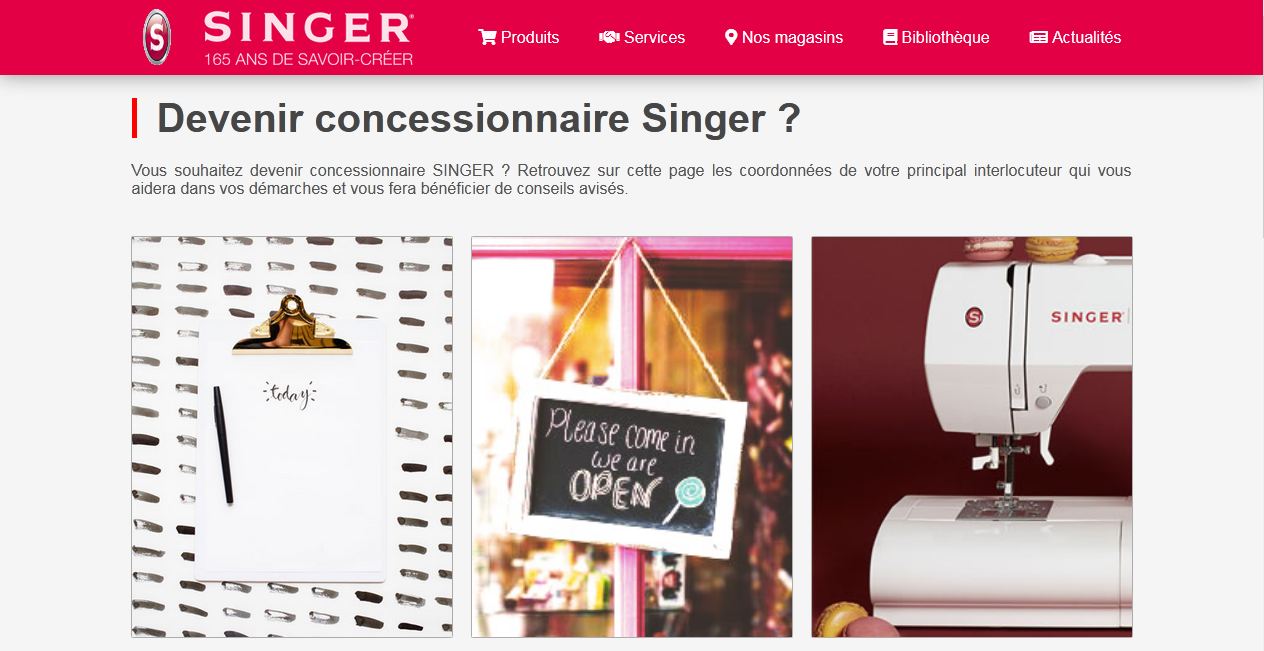 S
SINGER®
165 ANS DE SAVOIR-CRÉER
Produits
Services
Nos magasins
Bibliothèque
Actualités
Devenir concessionnaire Singer ?
Vous souhaitez devenir concessionnaire SINGER ? Retrouvez sur cette page les coordonnées de votre principal interlocuteur qui vous
aidera dans vos démarches et vous fera bénéficier de conseils avisés.
today
Please come in
we are
OPEN
S
SINGER